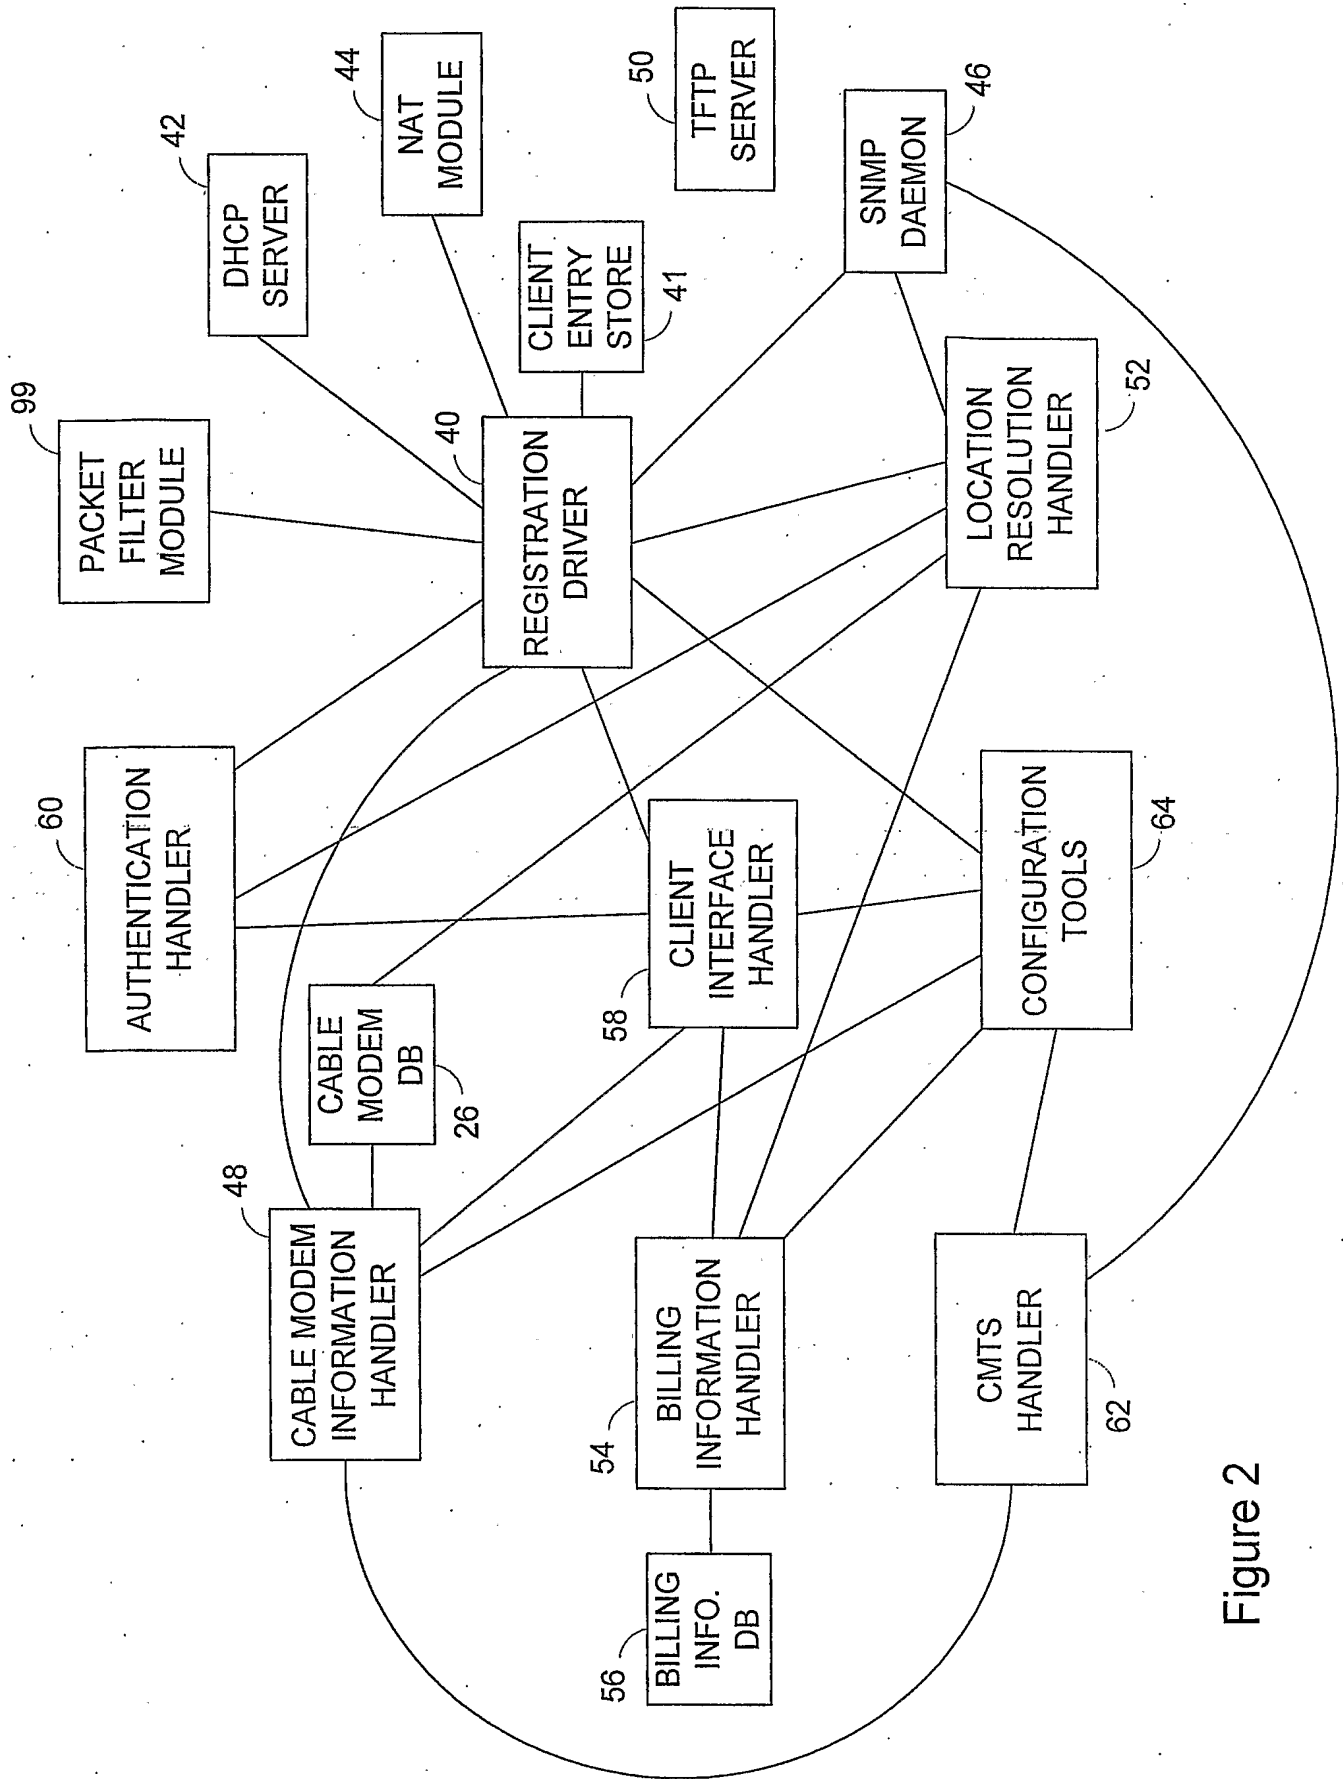 48
CABLE MODEM
INFORMATION
HANDLER
CABLE
MODEM
DB
26
60
AUTHENTICATION
HANDLER
99
PACKET
FILTER
MODULE
42
DHCP
SERVER
44
NAT
MODULE
40
REGISTRATION
DRIVER
CLIENT
ENTRY
STORE
41
50
TFTP
SERVER
56
BILLING
INFO.
DB
54
BILLING
INFORMATION
HANDLER
58
CLIENT
INTERFACE
HANDLER
SNMP
DAEMON
46
CMTS
HANDLER
62
CONFIGURATION
TOOLS
64
LOCATION
RESOLUTION
HANDLER
52
Figure 2